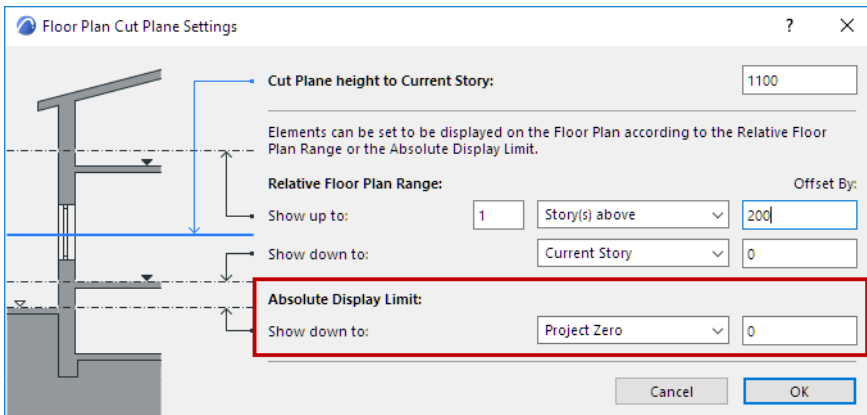 Floor Plan Cut Plane Settings ? ×
Cut Plane height to Current Story: 1100
Elements can be set to be displayed on the Floor Plan according to the Relative Floor
Plan Range or the Absolute Display Limit.
Relative Floor Plan Range: Offset By:
Show up to: 1 Story(s) above 200
Show down to: Current Story 0
Absolute Display Limit:
Show down to: Project Zero 0
Cancel OK